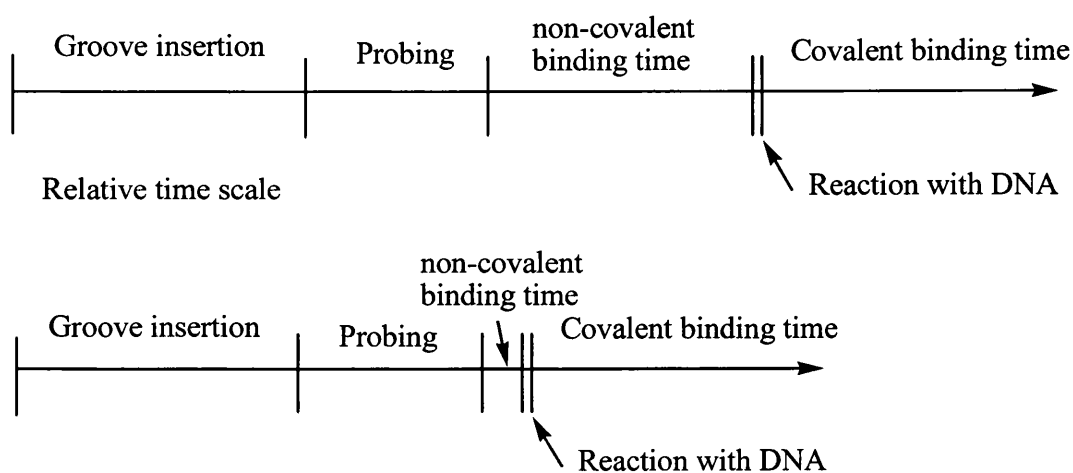 Groove insertion
Probing
non-covalent
binding time
Covalent binding time
Reaction with DNA
Relative time scale
non-covalent
binding time
Groove insertion
Probing
Covalent binding time
Reaction with DNA